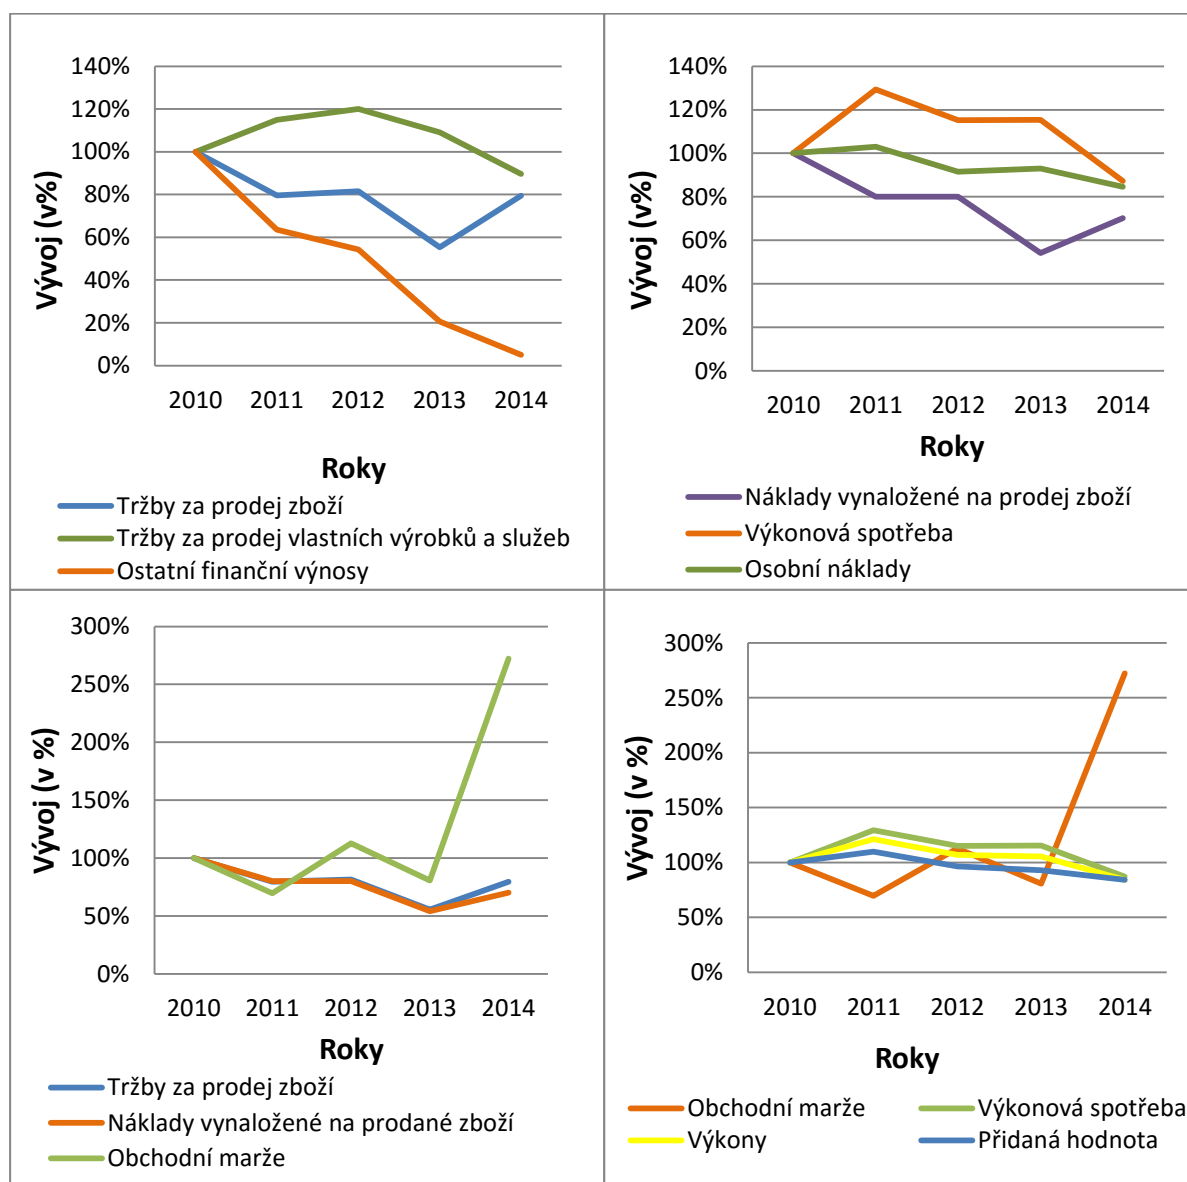 140%
120%
100%
80%
60%
40%
20%
0%
Vývoj (v%)
2010 2011 2012 2013 2014
Roky
Tržby za prodej zboží
Tržby za prodej vlastních výrobků a služeb
Ostatní finanční výnosy
140%
120%
100%
80%
60%
40%
20%
0%
Vývoj (v%)
2010 2011 2012 2013 2014
Roky
Náklady vynaložené na prodej zboží
Výkonová spotřeba
Osobní náklady
300%
250%
200%
150%
100%
50%
0%
Vývoj (v %)
2010 2011 2012 2013 2014
Roky
Tržby za prodej zboží
Náklady vynaložené na prodané zboží
Obchodní marže
300%
250%
200%
150%
100%
50%
0%
Vývoj (v %)
2010 2011 2012 2013 2014
Roky
Obchodní marže Výkonová spotřeba
Výkony Přidaná hodnota